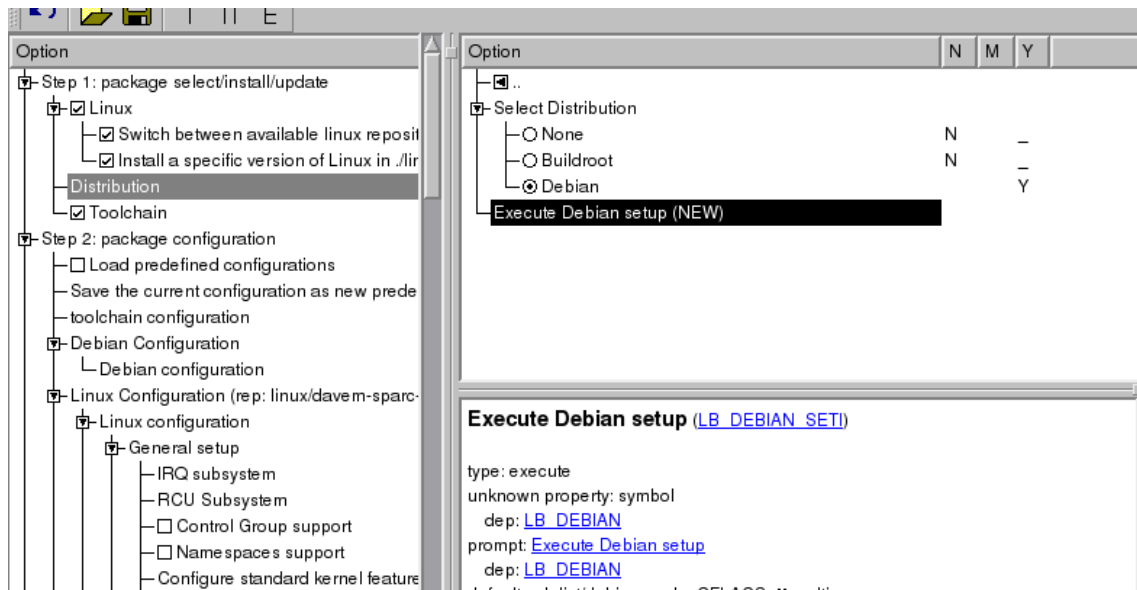 I II E
Option
Step 1: package select/install/update
Linux
Switch between available linux reposit
Install a specific version of Linux in ./lir
Distribution
Toolchain
Step 2: package configuration
Load predefined configurations
Save the current configuration as new prede
toolchain configuration
Debian Configuration
Debian configuration
Linux Configuration (rep: linux/davem-sparc-
Linux configuration
General setup
IRQ subsystem
RCU Subsystem
Control Group support
Namespaces support
Configure standard kernel feature
Option N M Y
..
Select Distribution
None N _
Buildroot N _
Debian Y
Execute Debian setup (NEW)
Execute Debian setup (LB_DEBIAN_SETI)
type: execute
unknown property: symbol
dep: LB_DEBIAN
prompt: Execute Debian setup
dep: LB_DEBIAN